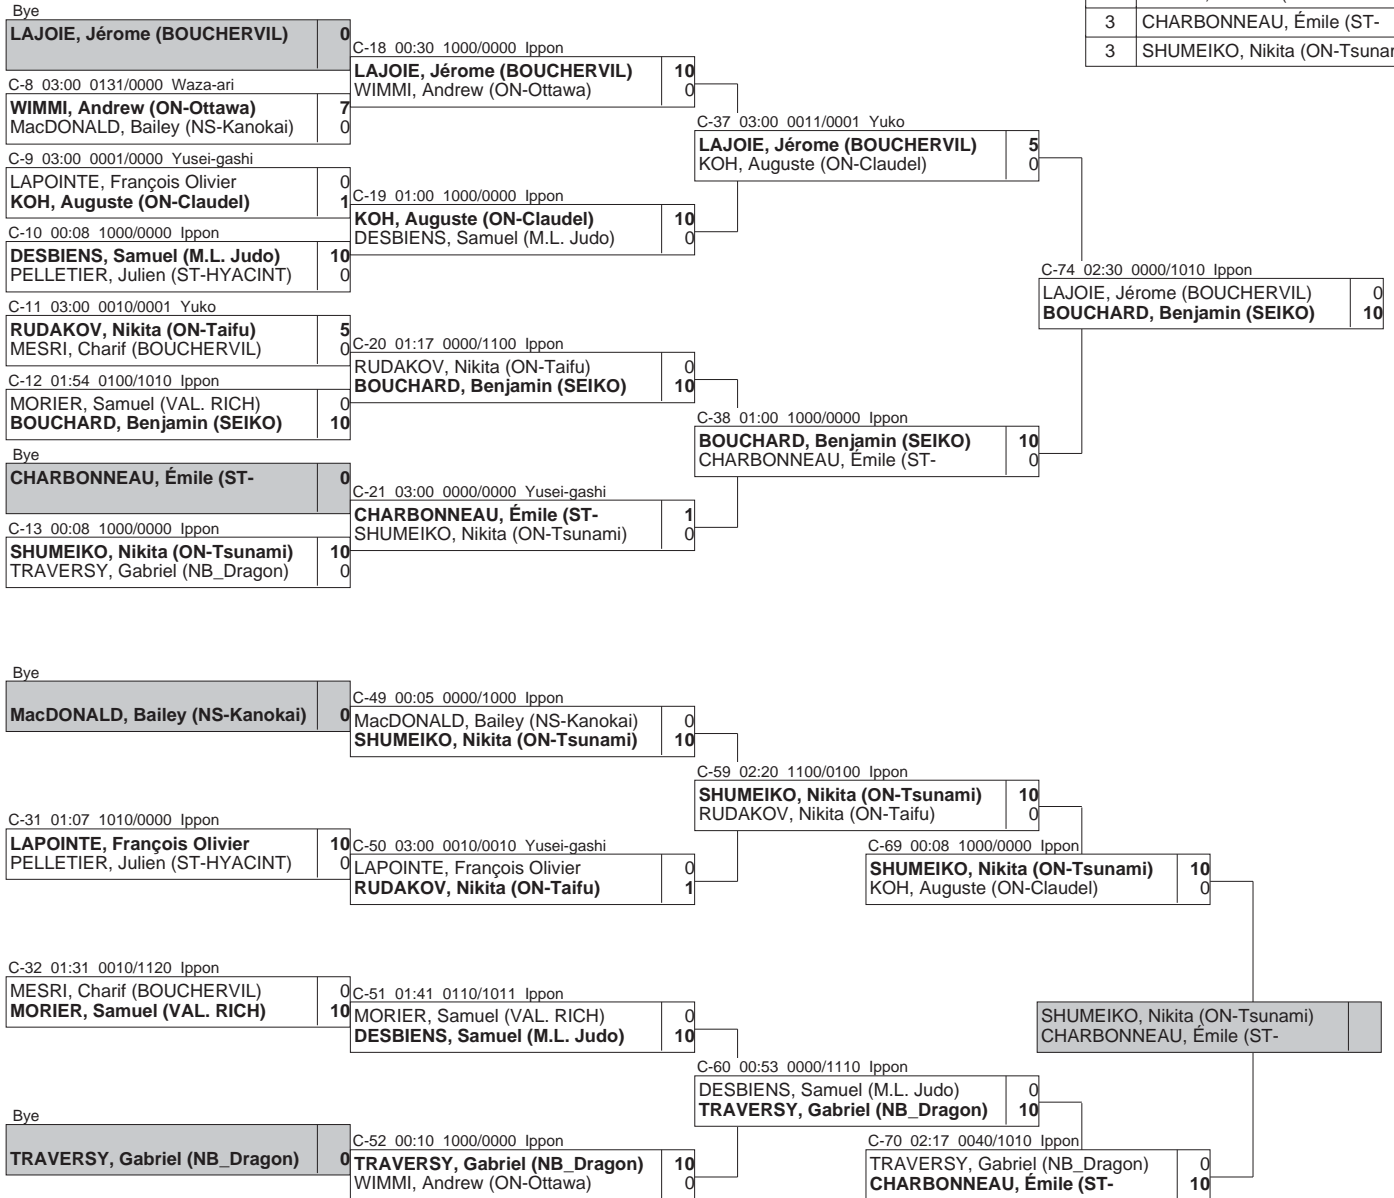 3 CHARBONNEAU, Émile (ST-
3 SHUMEIKO, Nikita (ON-Tsunam
Bye
LAJOIE, Jérome (BOUCHERVIL) 0
C-8 03:00 0131/0000 Waza-ari
WIMMI, Andrew (ON-Ottawa) 7
MacDONALD, Bailey (NS-Kanokai) 0
C-9 03:00 0001/0000 Yusei-gashi
LAPOINTE, François Olivier 0
KOH, Auguste (ON-Claudel) 1
C-10 00:08 1000/0000 Ippon
DESBIENS, Samuel (M.L. Judo) 10
PELLETIER, Julien (ST-HYACINT) 0
C-11 03:00 0010/0001 Yuko
RUDAKOV, Nikita (ON-Taifu) 5
MESRI, Charif (BOUCHERVIL) 0
C-12 01:54 0100/1010 Ippon
MORIER, Samuel (VAL. RICH) 0
BOUCHARD, Benjamin (SEIKO) 10
Bye
CHARBONNEAU, Émile (ST- 0
C-13 00:08 1000/0000 Ippon
SHUMEIKO, Nikita (ON-Tsunami) 10
TRAVERSY, Gabriel (NB_Dragon) 0
C-18 00:30 1000/0000 Ippon
LAJOIE, Jérome (BOUCHERVIL) 10
WIMMI, Andrew (ON-Ottawa) 0
C-19 01:00 1000/0000 Ippon
KOH, Auguste (ON-Claudel) 10
DESBIENS, Samuel (M.L. Judo) 0
C-20 01:17 0000/1100 Ippon
RUDAKOV, Nikita (ON-Taifu) 0
BOUCHARD, Benjamin (SEIKO) 10
C-21 03:00 0000/0000 Yusei-gashi
CHARBONNEAU, Émile (ST- 1
SHUMEIKO, Nikita (ON-Tsunami) 0
C-37 03:00 0011/0001 Yuko
LAJOIE, Jérome (BOUCHERVIL) 5
KOH, Auguste (ON-Claudel) 0
C-38 01:00 1000/0000 Ippon
BOUCHARD, Benjamin (SEIKO) 10
CHARBONNEAU, Émile (ST- 0
C-74 02:30 0000/1010 Ippon
LAJOIE, Jérome (BOUCHERVIL) 0
BOUCHARD, Benjamin (SEIKO) 10
Bye
MacDONALD, Bailey (NS-Kanokai) 0
C-31 01:07 1010/0000 Ippon
LAPOINTE, François Olivier 10
PELLETIER, Julien (ST-HYACINT) 0
C-32 01:31 0010/1120 Ippon
MESRI, Charif (BOUCHERVIL) 0
MORIER, Samuel (VAL. RICH) 10
Bye
TRAVERSY, Gabriel (NB_Dragon) 0
C-49 00:05 0000/1000 Ippon
MacDONALD, Bailey (NS-Kanokai) 0
SHUMEIKO, Nikita (ON-Tsunami) 10
C-50 03:00 0010/0010 Yusei-gashi
LAPOINTE, François Olivier 0
RUDAKOV, Nikita (ON-Taifu) 1
C-51 01:41 0110/1011 Ippon
MORIER, Samuel (VAL. RICH) 0
DESBIENS, Samuel (M.L. Judo) 10
C-52 00:10 1000/0000 Ippon
TRAVERSY, Gabriel (NB_Dragon) 10
WIMMI, Andrew (ON-Ottawa) 0
C-59 02:20 1100/0100 Ippon
SHUMEIKO, Nikita (ON-Tsunami) 10
RUDAKOV, Nikita (ON-Taifu) 0
C-60 00:53 0000/1110 Ippon
DESBIENS, Samuel (M.L. Judo) 0
TRAVERSY, Gabriel (NB_Dragon) 10
C-69 00:08 1000/0000 Ippon
SHUMEIKO, Nikita (ON-Tsunami) 10
KOH, Auguste (ON-Claudel) 0
C-70 02:17 0040/1010 Ippon
TRAVERSY, Gabriel (NB_Dragon) 0
CHARBONNEAU, Émile (ST- 10
SHUMEIKO, Nikita (ON-Tsunami)
CHARBONNEAU, Émile (ST-